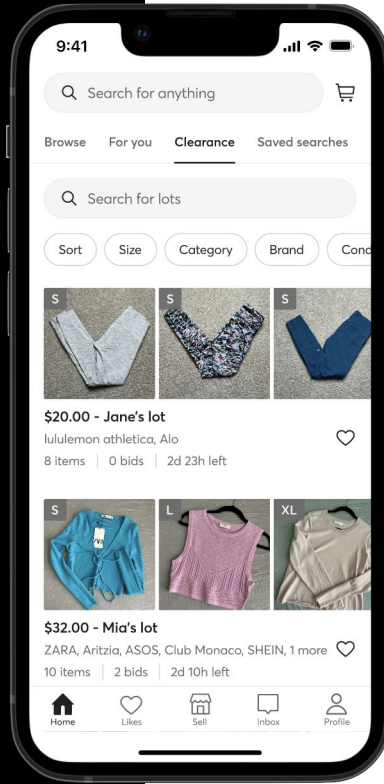 9:41
Search for anything
Browse For you Clearance Saved searches
Search for lots
Sort Size Category Brand Cond
S S S
$20.00 - Jane's lot
lululemon athletica, Alo
8 items | 0 bids | 2d 23h left
S L XL
$32.00 - Mia's lot
ZARA, Aritzia, ASOS, Club Monaco, SHEIN, 1 more
10 items | 2 bids | 2d 10h left
Home Likes Sell Inbox Profile